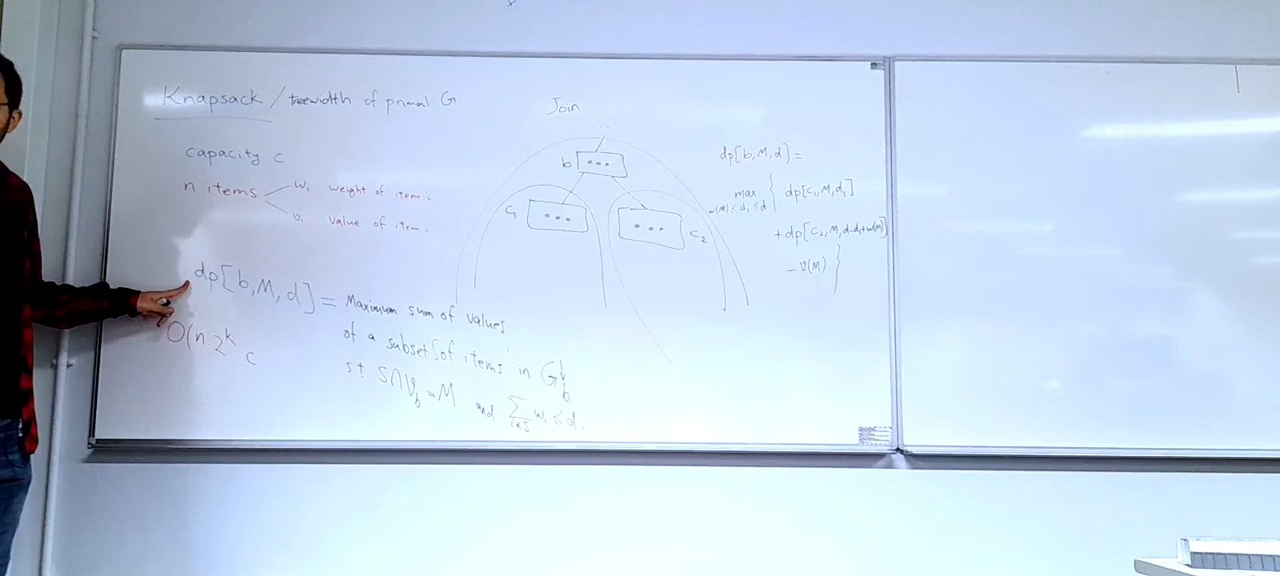 Knapsack / treewidth of primal G
capacity c
n items
wi weight of item i
vi value of item i
dp[b, M, d] = Maximum sum of values
of a subset S of items in G↓b
st S∩Vb = M and Σ i∈S wi ≤ d.
O(n 2^k c
Join
...
b
...
c1
...
...
c2
dp[b, M, d] =
max { dp[c1, M, d1]
w(M) ≤ d1 ≤ d
+ dp[c2, M, d-d1+w(M)]
- v(M) }